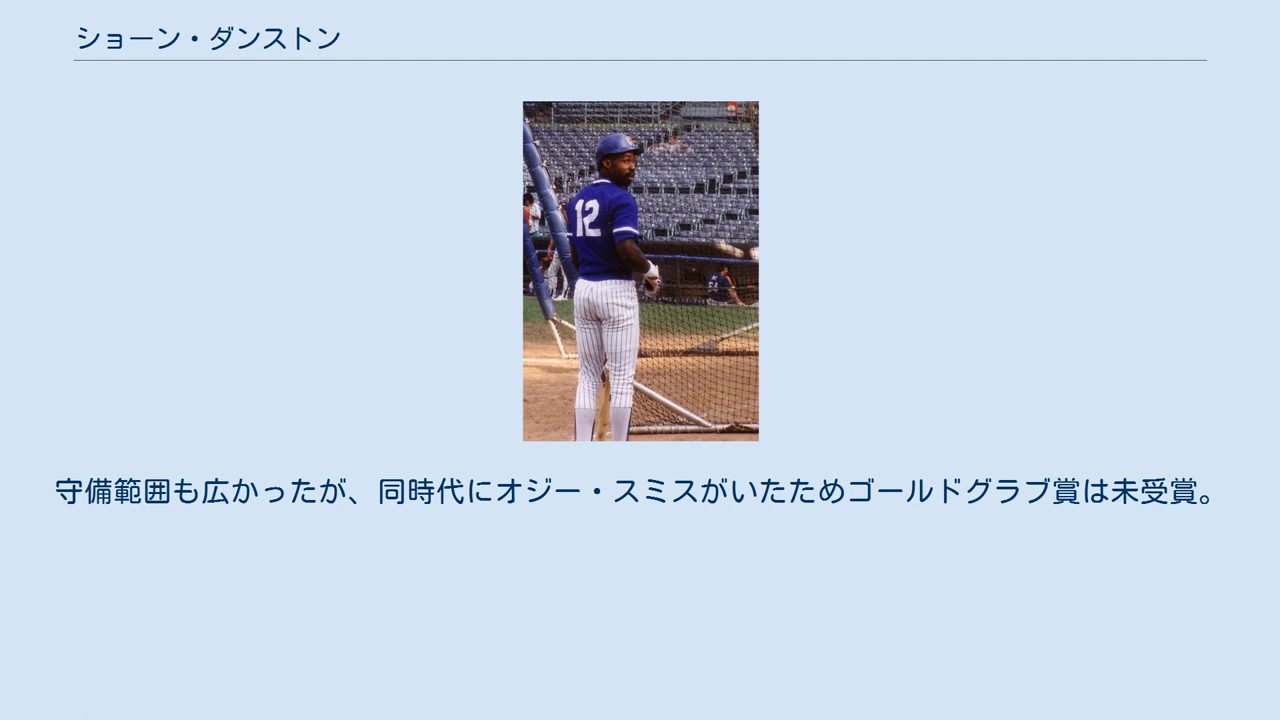 ショーン・ダンストン
12
守備範囲も広かったが、同時代にオジー・スミスがいたためゴールドグラブ賞は未受賞。